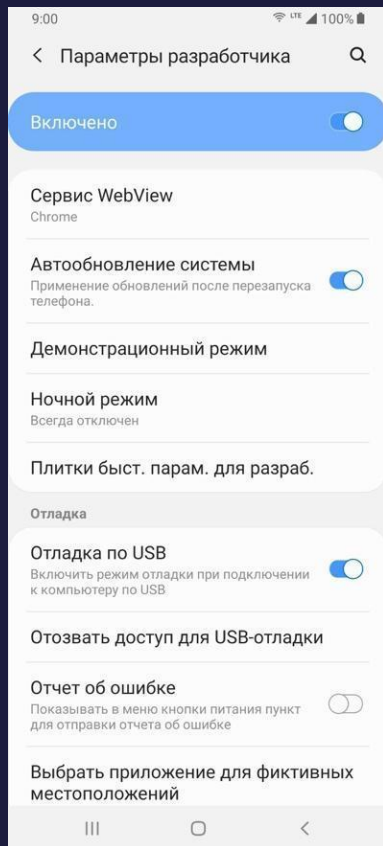 9:00 LTE 100%
Параметры разработчика
Включено
Сервис WebView
Chrome
Автообновление системы
Применение обновлений после перезапуска
телефона.
Демонстрационный режим
Ночной режим
Всегда отключен
Плитки быст. парам. для разраб.
Отладка
Отладка по USB
Включить режим отладки при подключении
к компьютеру по USB
Отозвать доступ для USB-отладки
Отчет об ошибке
Показывать в меню кнопки питания пункт
для отправки отчета об ошибке
Выбрать приложение для фиктивных
местоположений